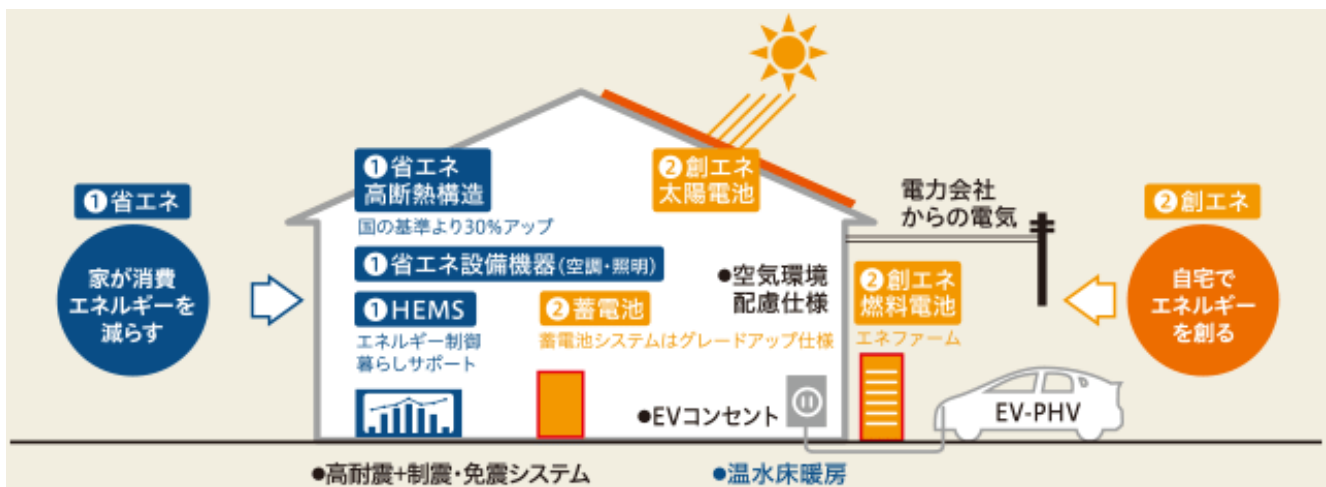 ❶省エネ
家が消費
エネルギーを
減らす
❶省エネ
高断熱構造
国の基準より30%アップ
❶省エネ設備機器(空調・照明)
❶HEMS
エネルギー制御
暮らしサポート
❷蓄電池
蓄電池システムはグレードアップ仕様
❷創エネ
太陽電池
●空気環境
配慮仕様
●EVコンセント
電力会社
からの電気
❷創エネ
燃料電池
エネファーム
EV-PHV
❷創エネ
自宅で
エネルギー
を創る
●高耐震+制震・免震システム
●温水床暖房